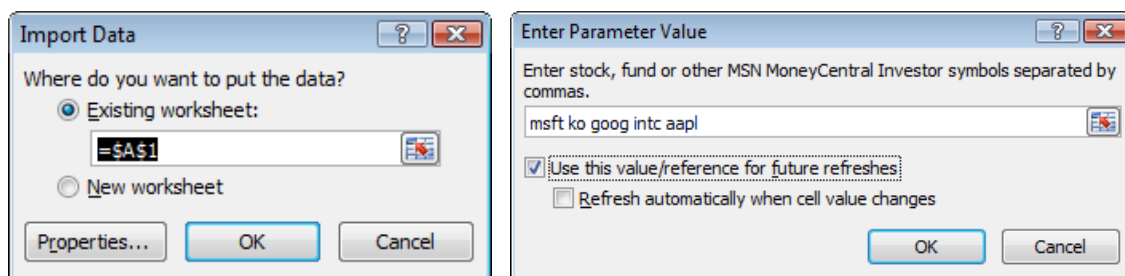 Import Data
Where do you want to put the data?
Existing worksheet:
=$A$1
New worksheet
Properties...
OK
Cancel
Enter Parameter Value
Enter stock, fund or other MSN MoneyCentral Investor symbols separated by
commas.
msft ko goog intc aapl
Use this value/reference for future refreshes
Refresh automatically when cell value changes
OK
Cancel